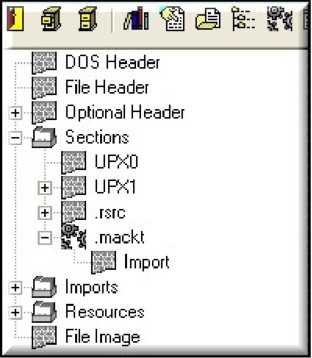 DOS Header
File Header
Optional Header
Sections
UPX0
UPX1
.rsrc
.mackt
Import
Imports
Resources
File Image